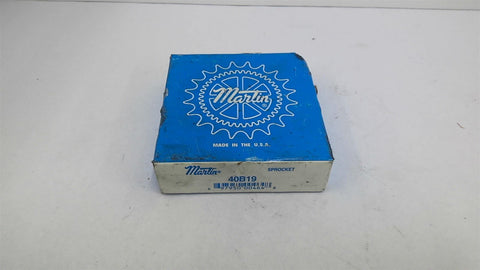 Martin
MADE IN THE U.S.A.
Martin® SPROCKET
40B19